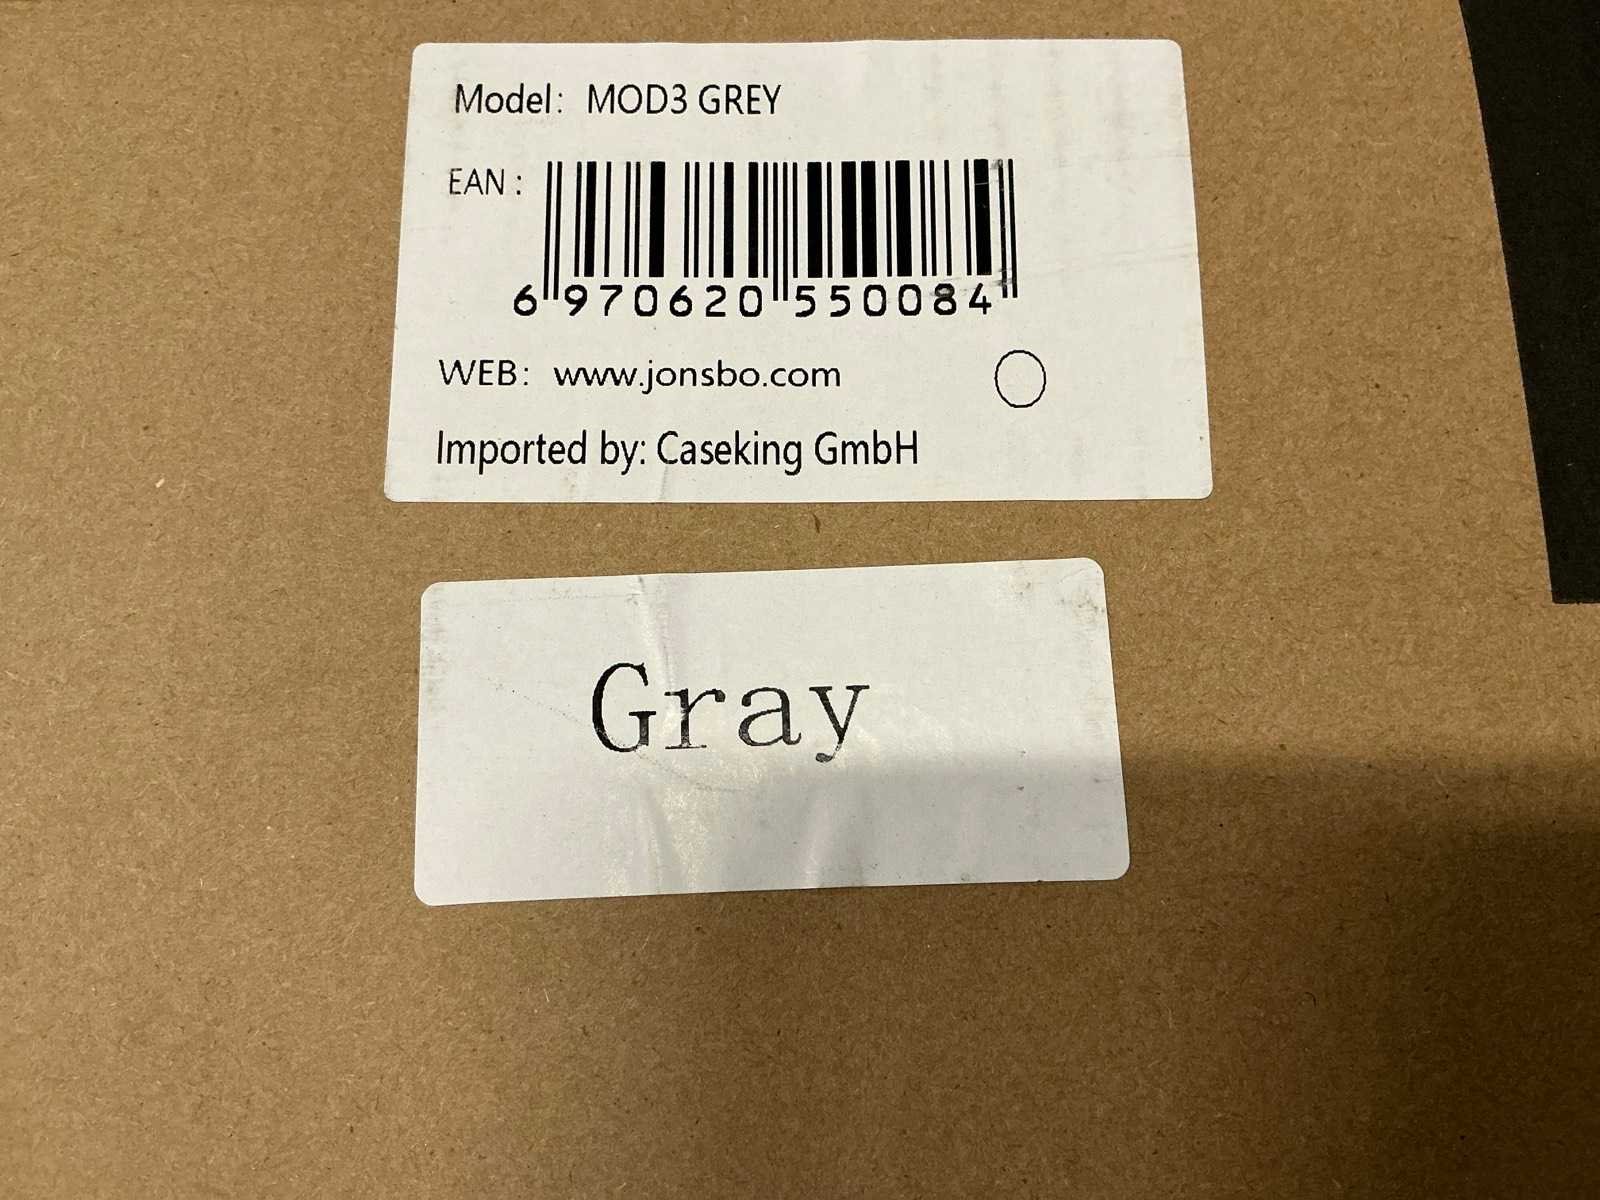 Model: MOD3 GREY
EAN :
6 970620 550084
WEB: www.jonsbo.com
Imported by: Caseking GmbH
Gray